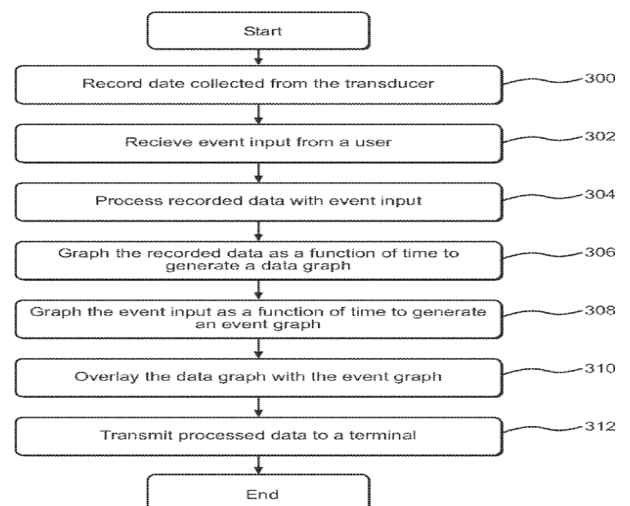 Start
Record date collected from the transducer
300
Recieve event input from a user
302
Process recorded data with event input
304
Graph the recorded data as a function of time to
generate a data graph
306
Graph the event input as a function of time to generate
an event graph
308
Overlay the data graph with the event graph
310
Transmit processed data to a terminal
312
End